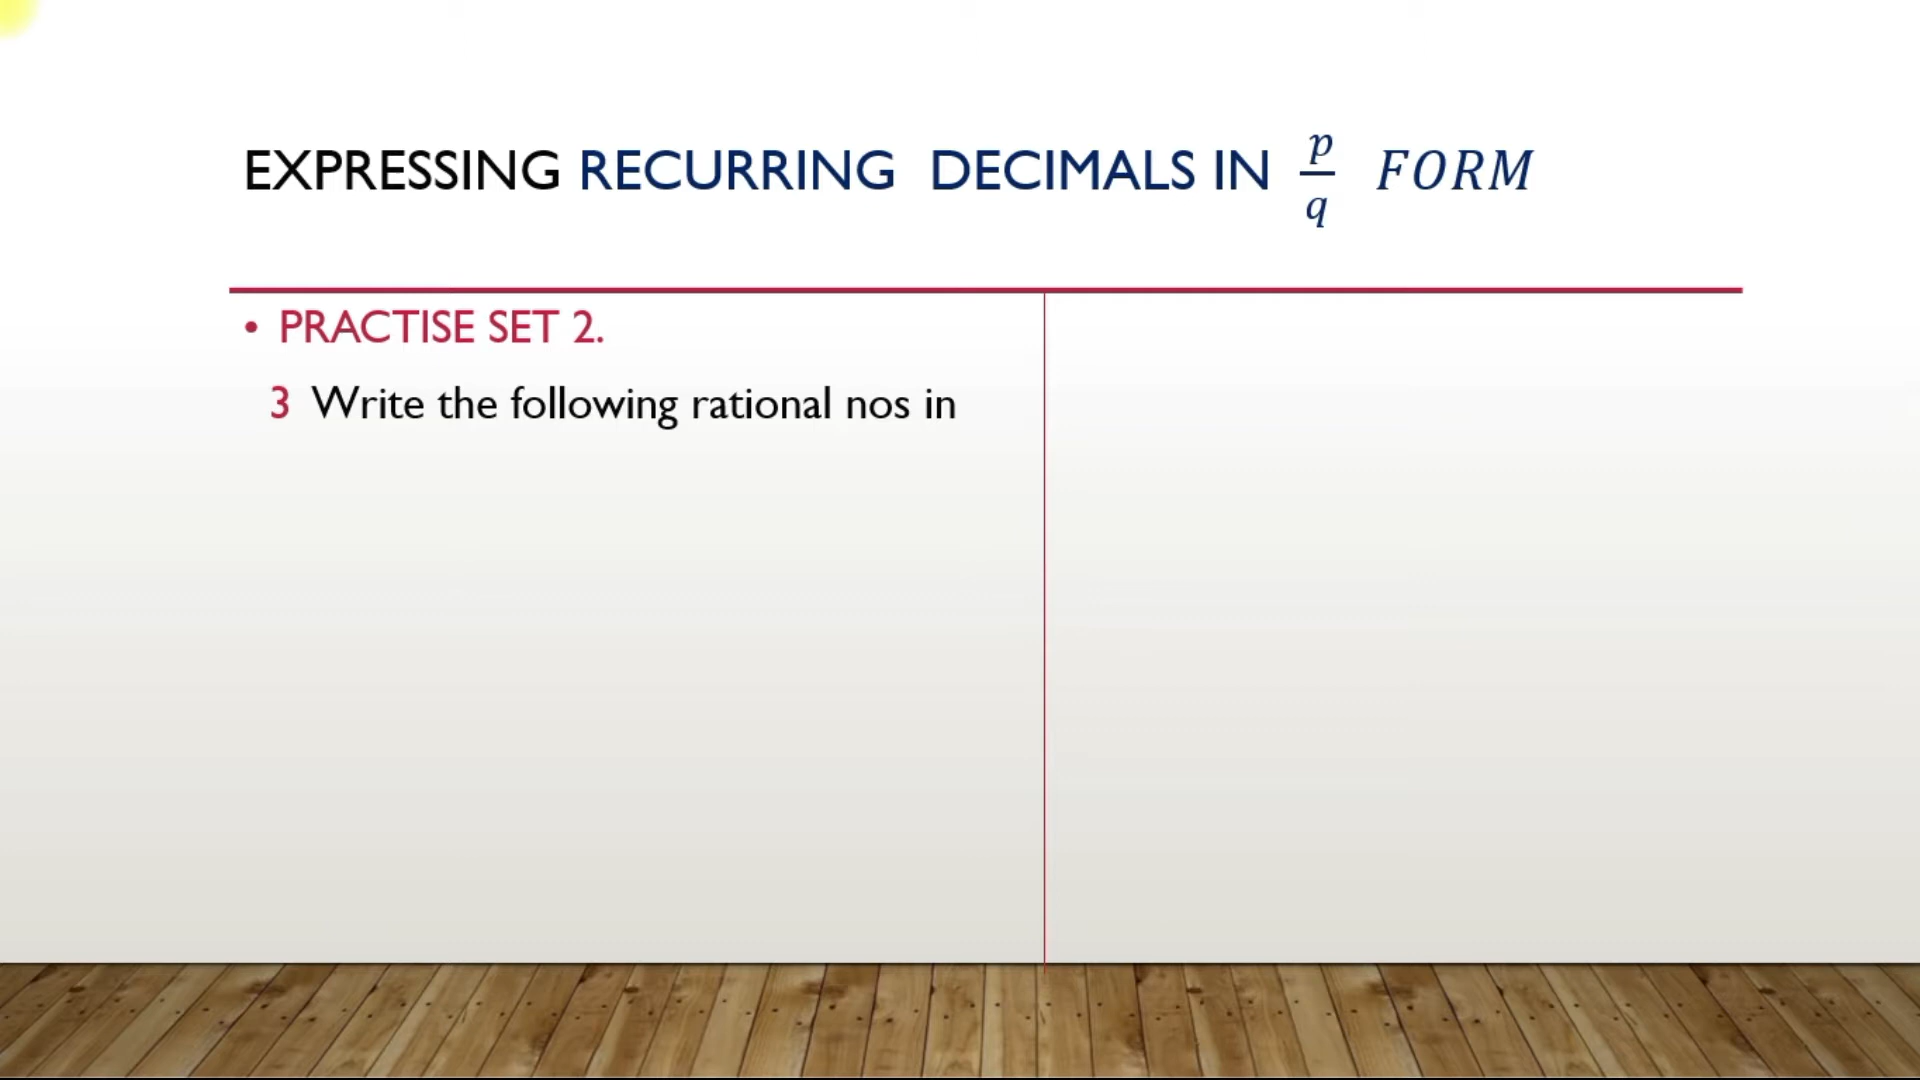 EXPRESSING RECURRING DECIMALS IN p/q FORM
• PRACTISE SET 2.
3 Write the following rational nos in